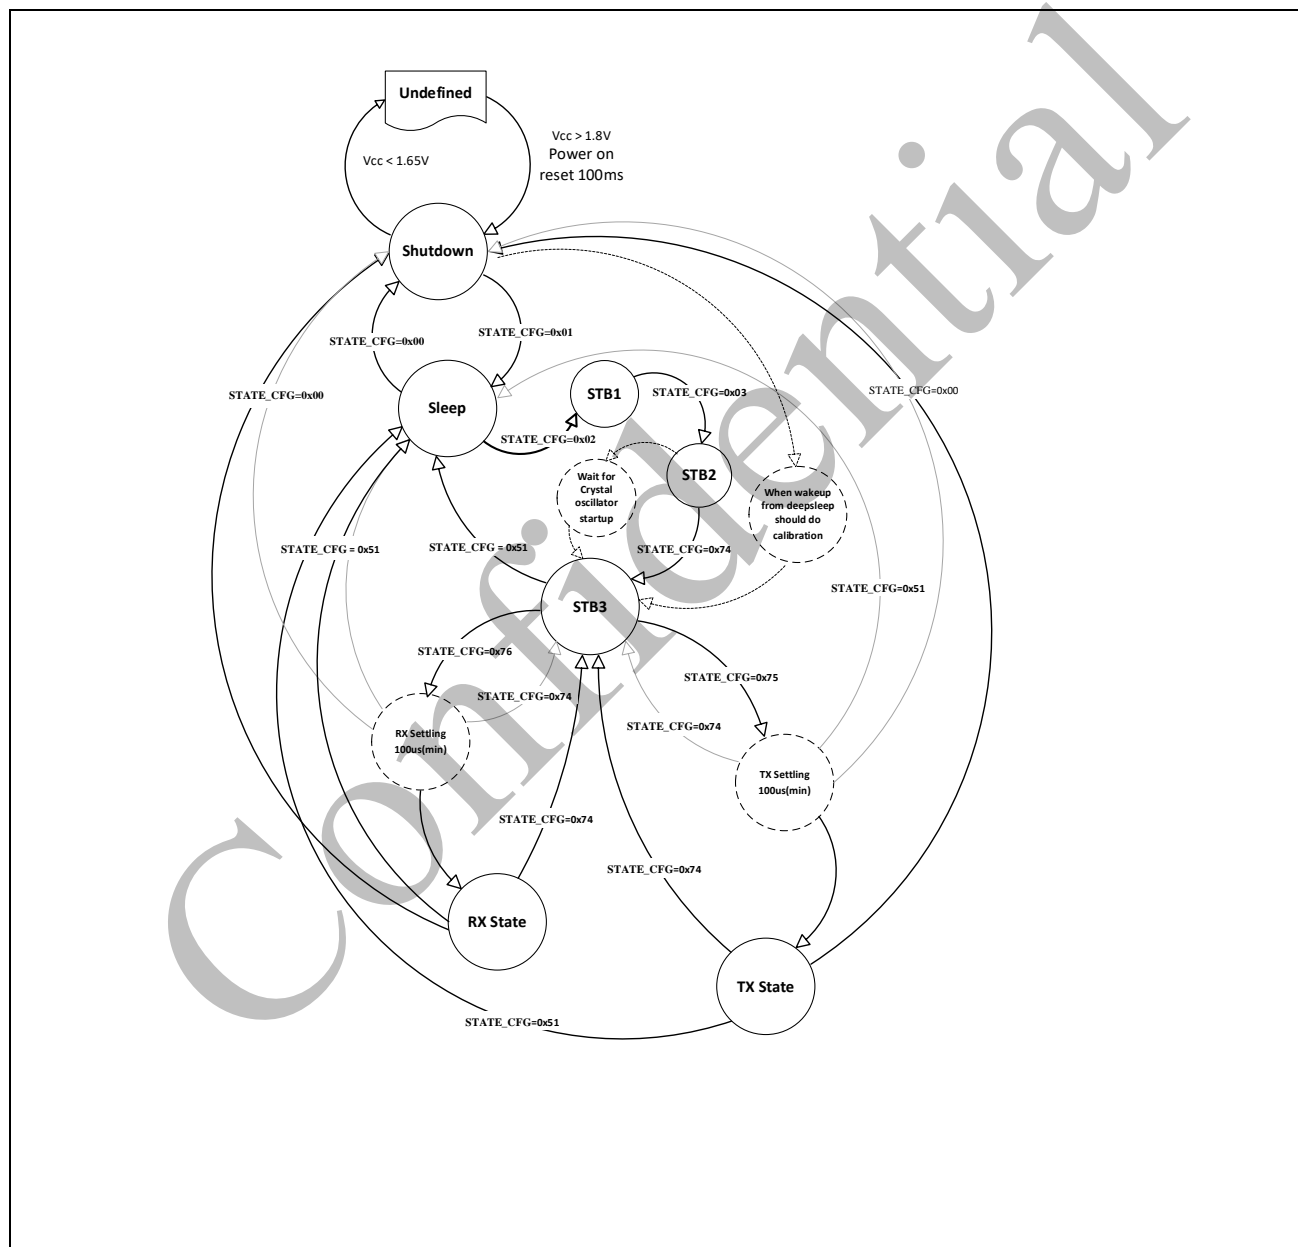 Undefined
Vcc < 1.65V
Vcc > 1.8V
Power on
reset 100ms
Shutdown
STATE_CFG=0x00
STATE_CFG=0x01
STATE_CFG=0x00
STATE_CFG=0x00
Sleep
STB1
STATE_CFG=0x03
STATE_CFG=0x02
Wait for
Crystal
oscillator
startup
STB2
When wakeup
from deepsleep
should do
calibration
STATE_CFG = 0x51
STATE_CFG = 0x51
STATE_CFG=0x74
STATE_CFG=0x51
STB3
STATE_CFG=0x76
STATE_CFG=0x75
STATE_CFG=0x74
STATE_CFG=0x74
RX Settling
100us(min)
TX Settling
100us(min)
STATE_CFG=0x74
STATE_CFG=0x74
RX State
TX State
STATE_CFG=0x51
Confidential